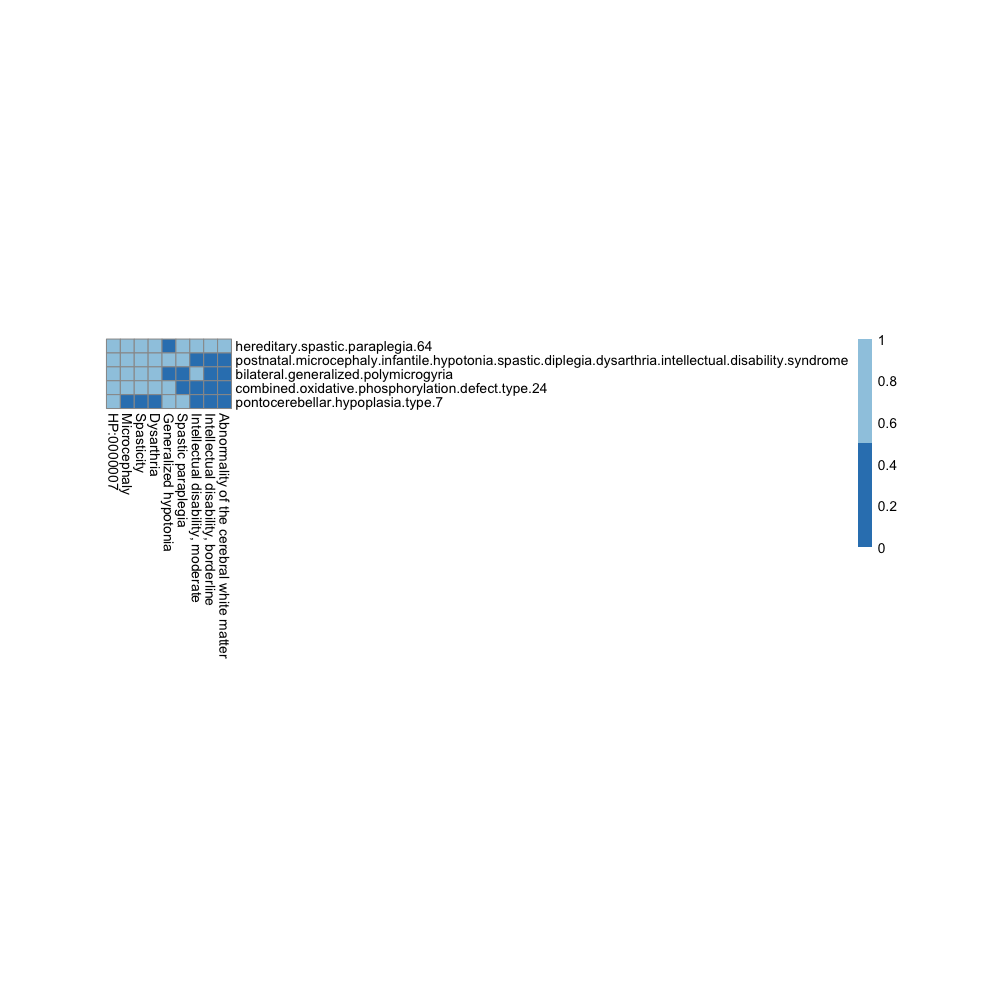 hereditary.spastic.paraplegia.64
postnatal.microcephaly.infantile.hypotonia.spastic.diplegia.dysarthria.intellectual.disability.syndrome
bilateral.generalized.polymicrogyria
combined.oxidative.phosphorylation.defect.type.24
pontocerebellar.hypoplasia.type.7
HP:0000007
Microcephaly
Spasticity
Dysarthria
Generalized hypotonia
Spastic paraplegia
Intellectual disability, moderate
Intellectual disability, borderline
Abnormality of the cerebral white matter
1
0.8
0.6
0.4
0.2
0